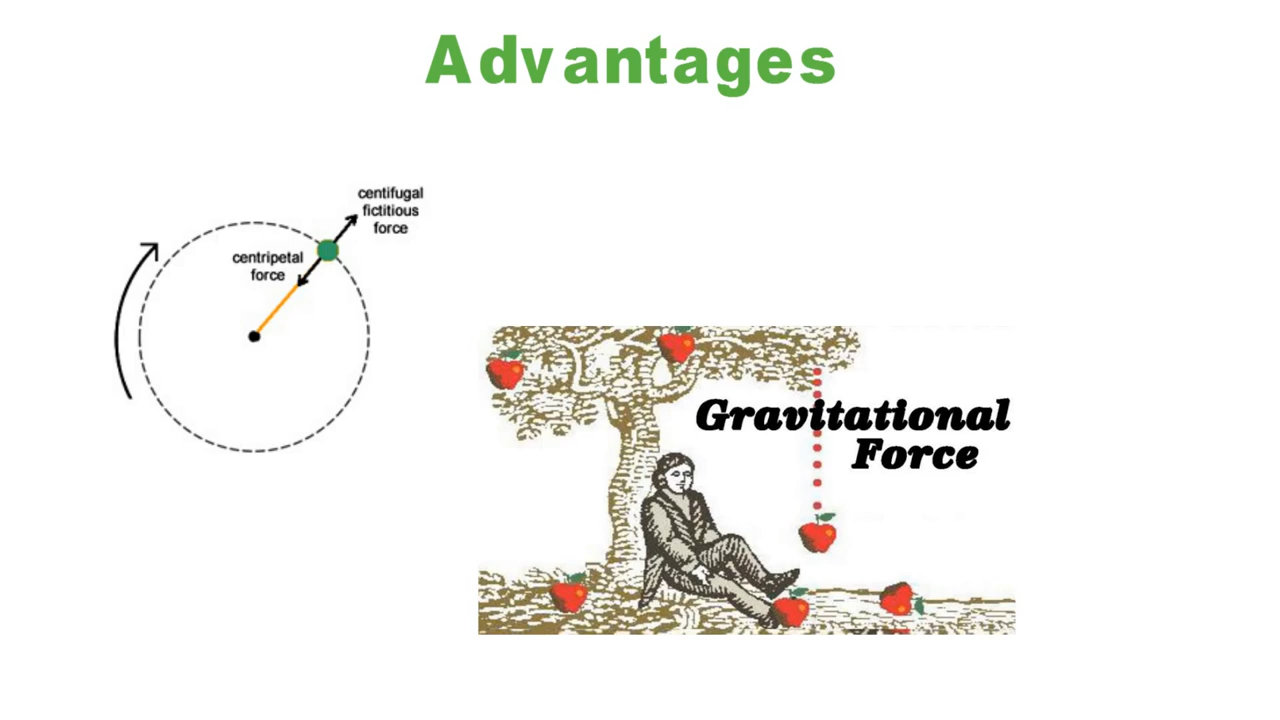 Advantages
centifugal
fictitious
force
centripetal
force
Gravitational
Force